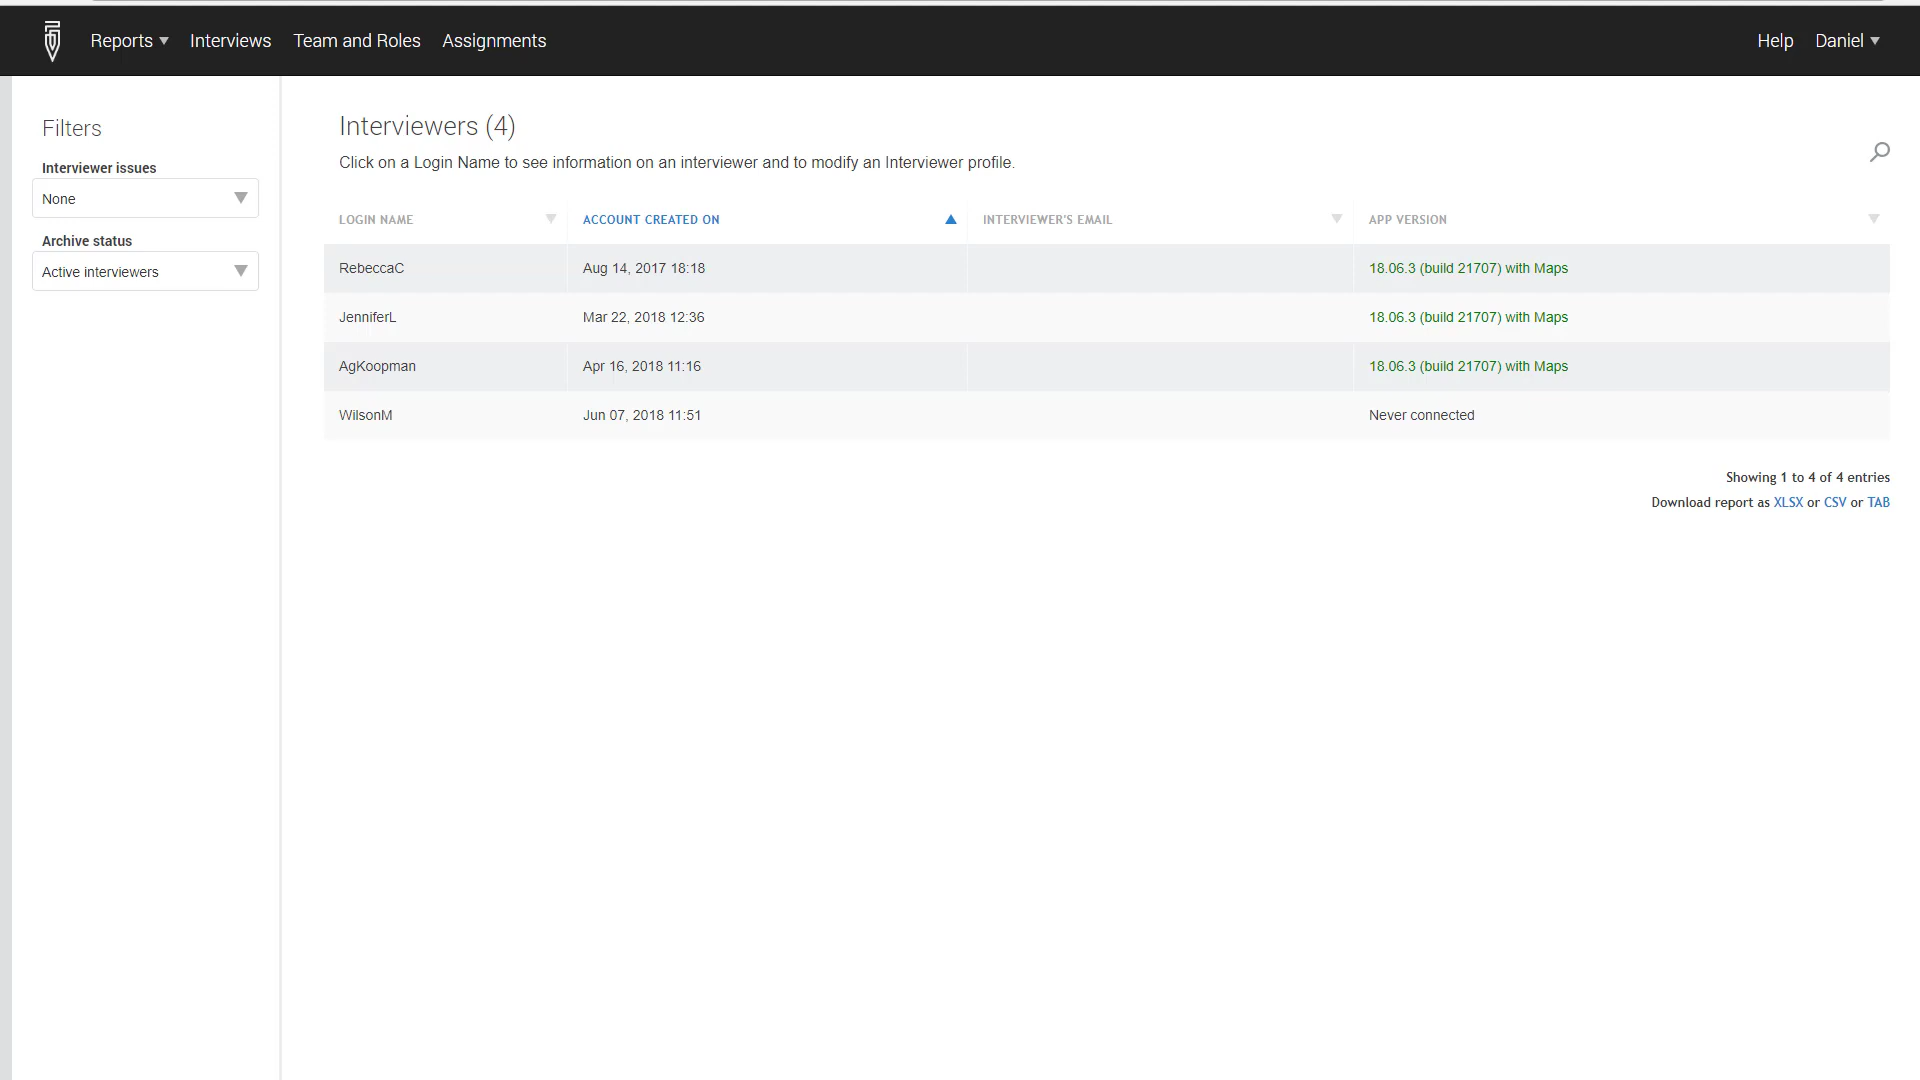 Reports Interviews Team and Roles Assignments Help Daniel
Filters
Interviewer issues
None
Archive status
Active interviewers
Interviewers (4)
Click on a Login Name to see information on an interviewer and to modify an Interviewer profile.
LOGIN NAME ACCOUNT CREATED ON INTERVIEWER'S EMAIL APP VERSION
RebeccaC Aug 14, 2017 18:18 18.06.3 (build 21707) with Maps
JenniferL Mar 22, 2018 12:36 18.06.3 (build 21707) with Maps
AgKoopman Apr 16, 2018 11:16 18.06.3 (build 21707) with Maps
WilsonM Jun 07, 2018 11:51 Never connected
Showing 1 to 4 of 4 entries
Download report as XLSX or CSV or TAB